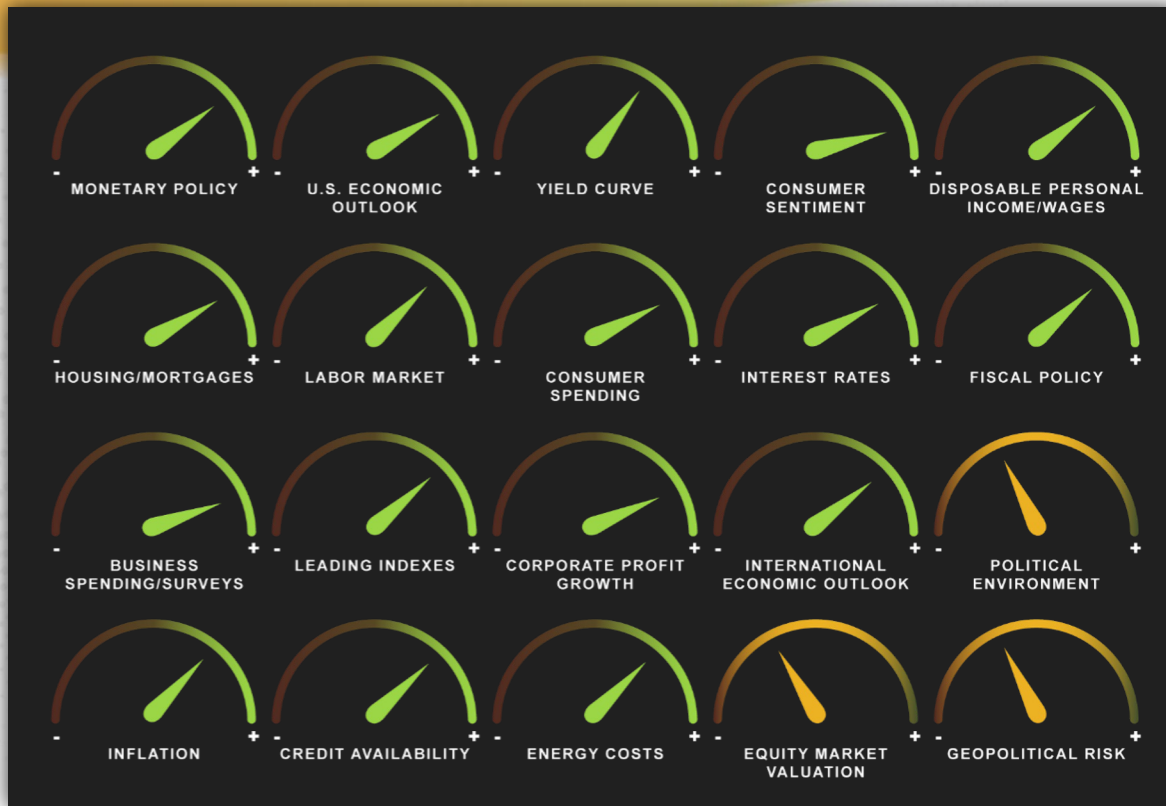 - +
- +
- +
- +
- +
MONETARY POLICY
U.S. ECONOMIC
OUTLOOK
YIELD CURVE
CONSUMER
SENTIMENT
DISPOSABLE PERSONAL
INCOME/WAGES
- +
- +
- +
- +
- +
HOUSING/MORTGAGES
LABOR MARKET
CONSUMER
SPENDING
INTEREST RATES
FISCAL POLICY
- +
- +
- +
- +
- +
BUSINESS
SPENDING/SURVEYS
LEADING INDEXES
CORPORATE PROFIT
GROWTH
INTERNATIONAL
ECONOMIC OUTLOOK
POLITICAL
ENVIRONMENT
- +
- +
- +
- +
- +
INFLATION
CREDIT AVAILABILITY
ENERGY COSTS
EQUITY MARKET
VALUATION
GEOPOLITICAL RISK